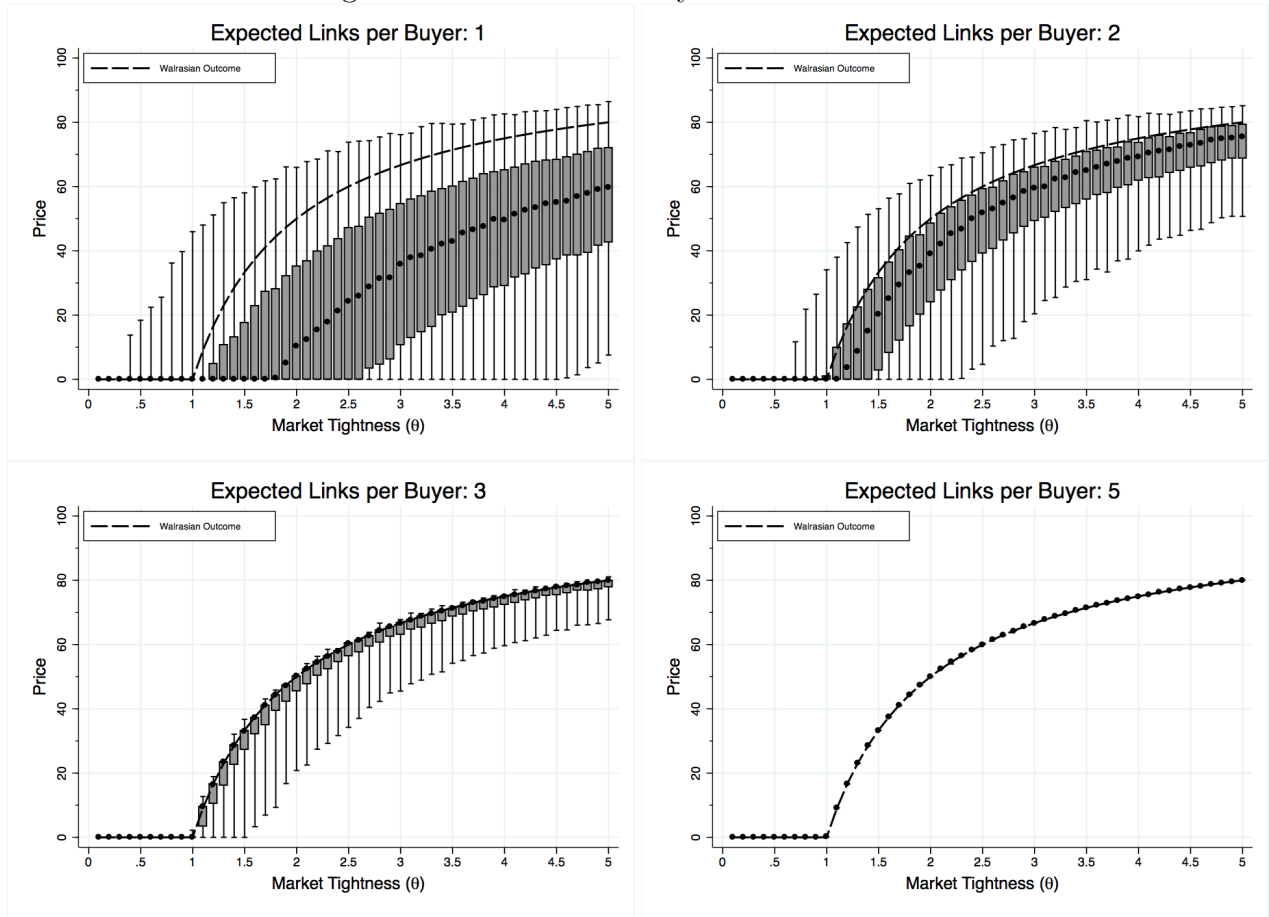 Expected Links per Buyer: 1
Walrasian Outcome
Price
0 20 40 60 80 100
0 .5 1 1.5 2 2.5 3 3.5 4 4.5 5
Market Tightness (θ)
Expected Links per Buyer: 2
Walrasian Outcome
Price
0 20 40 60 80 100
0 .5 1 1.5 2 2.5 3 3.5 4 4.5 5
Market Tightness (θ)
Expected Links per Buyer: 3
Walrasian Outcome
Price
0 20 40 60 80 100
0 .5 1 1.5 2 2.5 3 3.5 4 4.5 5
Market Tightness (θ)
Expected Links per Buyer: 5
Walrasian Outcome
Price
0 20 40 60 80 100
0 .5 1 1.5 2 2.5 3 3.5 4 4.5 5
Market Tightness (θ)